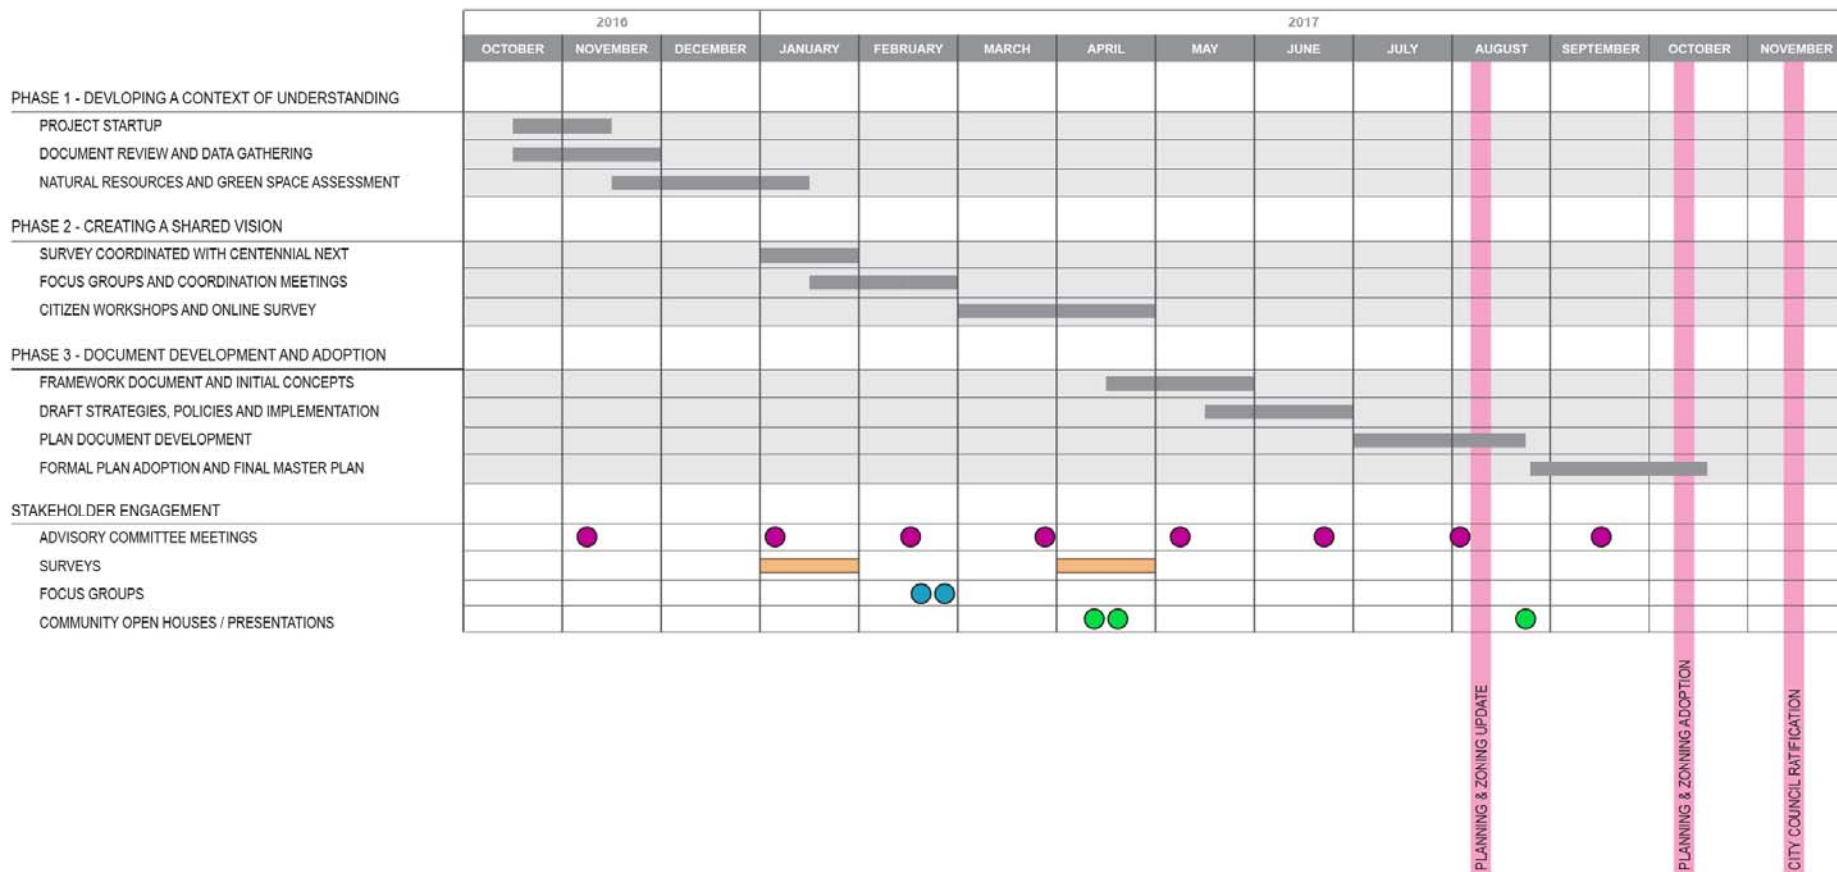 2016
2017
OCTOBER NOVEMBER DECEMBER JANUARY FEBRUARY MARCH APRIL MAY JUNE JULY AUGUST SEPTEMBER OCTOBER NOVEMBER
PHASE 1 - DEVLOPING A CONTEXT OF UNDERSTANDING
PROJECT STARTUP
DOCUMENT REVIEW AND DATA GATHERING
NATURAL RESOURCES AND GREEN SPACE ASSESSMENT
PHASE 2 - CREATING A SHARED VISION
SURVEY COORDINATED WITH CENTENNIAL NEXT
FOCUS GROUPS AND COORDINATION MEETINGS
CITIZEN WORKSHOPS AND ONLINE SURVEY
PHASE 3 - DOCUMENT DEVELOPMENT AND ADOPTION
FRAMEWORK DOCUMENT AND INITIAL CONCEPTS
DRAFT STRATEGIES, POLICIES AND IMPLEMENTATION
PLAN DOCUMENT DEVELOPMENT
FORMAL PLAN ADOPTION AND FINAL MASTER PLAN
STAKEHOLDER ENGAGEMENT
ADVISORY COMMITTEE MEETINGS
SURVEYS
FOCUS GROUPS
COMMUNITY OPEN HOUSES / PRESENTATIONS
PLANNING & ZONING UPDATE
PLANNING & ZONNING ADOPTION
CITY COUNCIL RATIFICATION